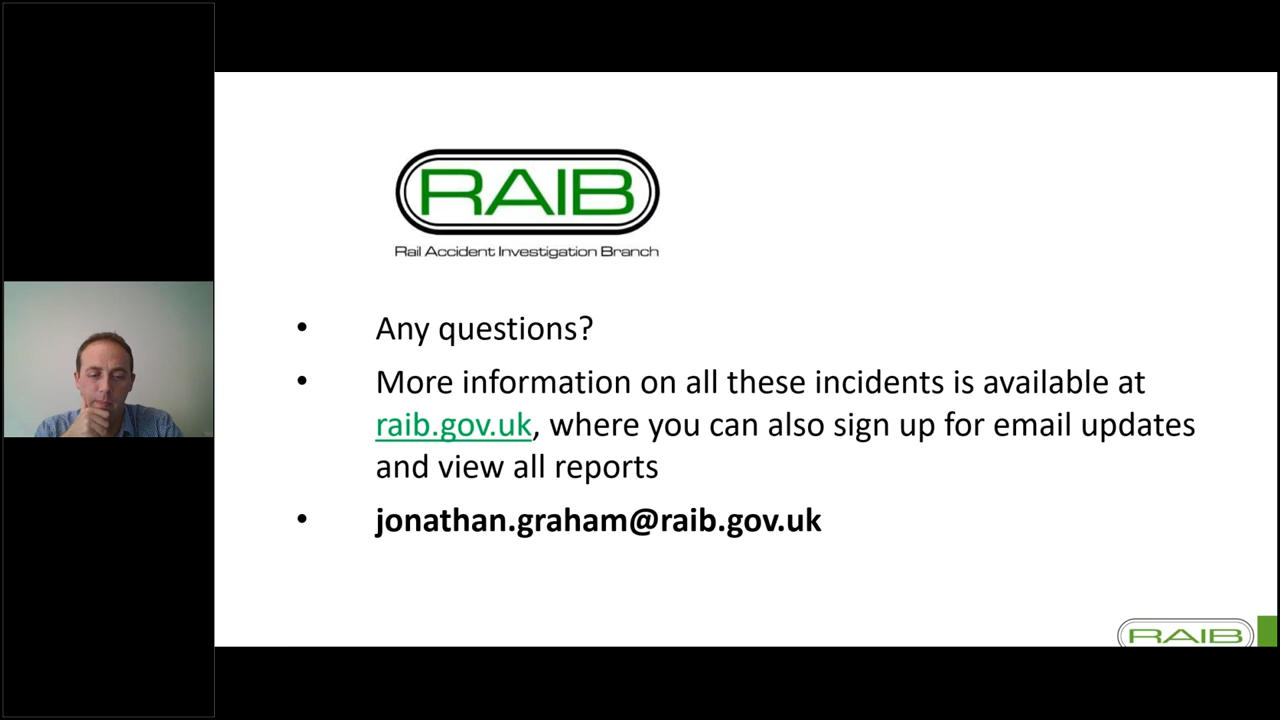 RAIB
Rail Accident Investigation Branch
• Any questions?
• More information on all these incidents is available at
raib.gov.uk, where you can also sign up for email updates
and view all reports
• jonathan.graham@raib.gov.uk
RAIB